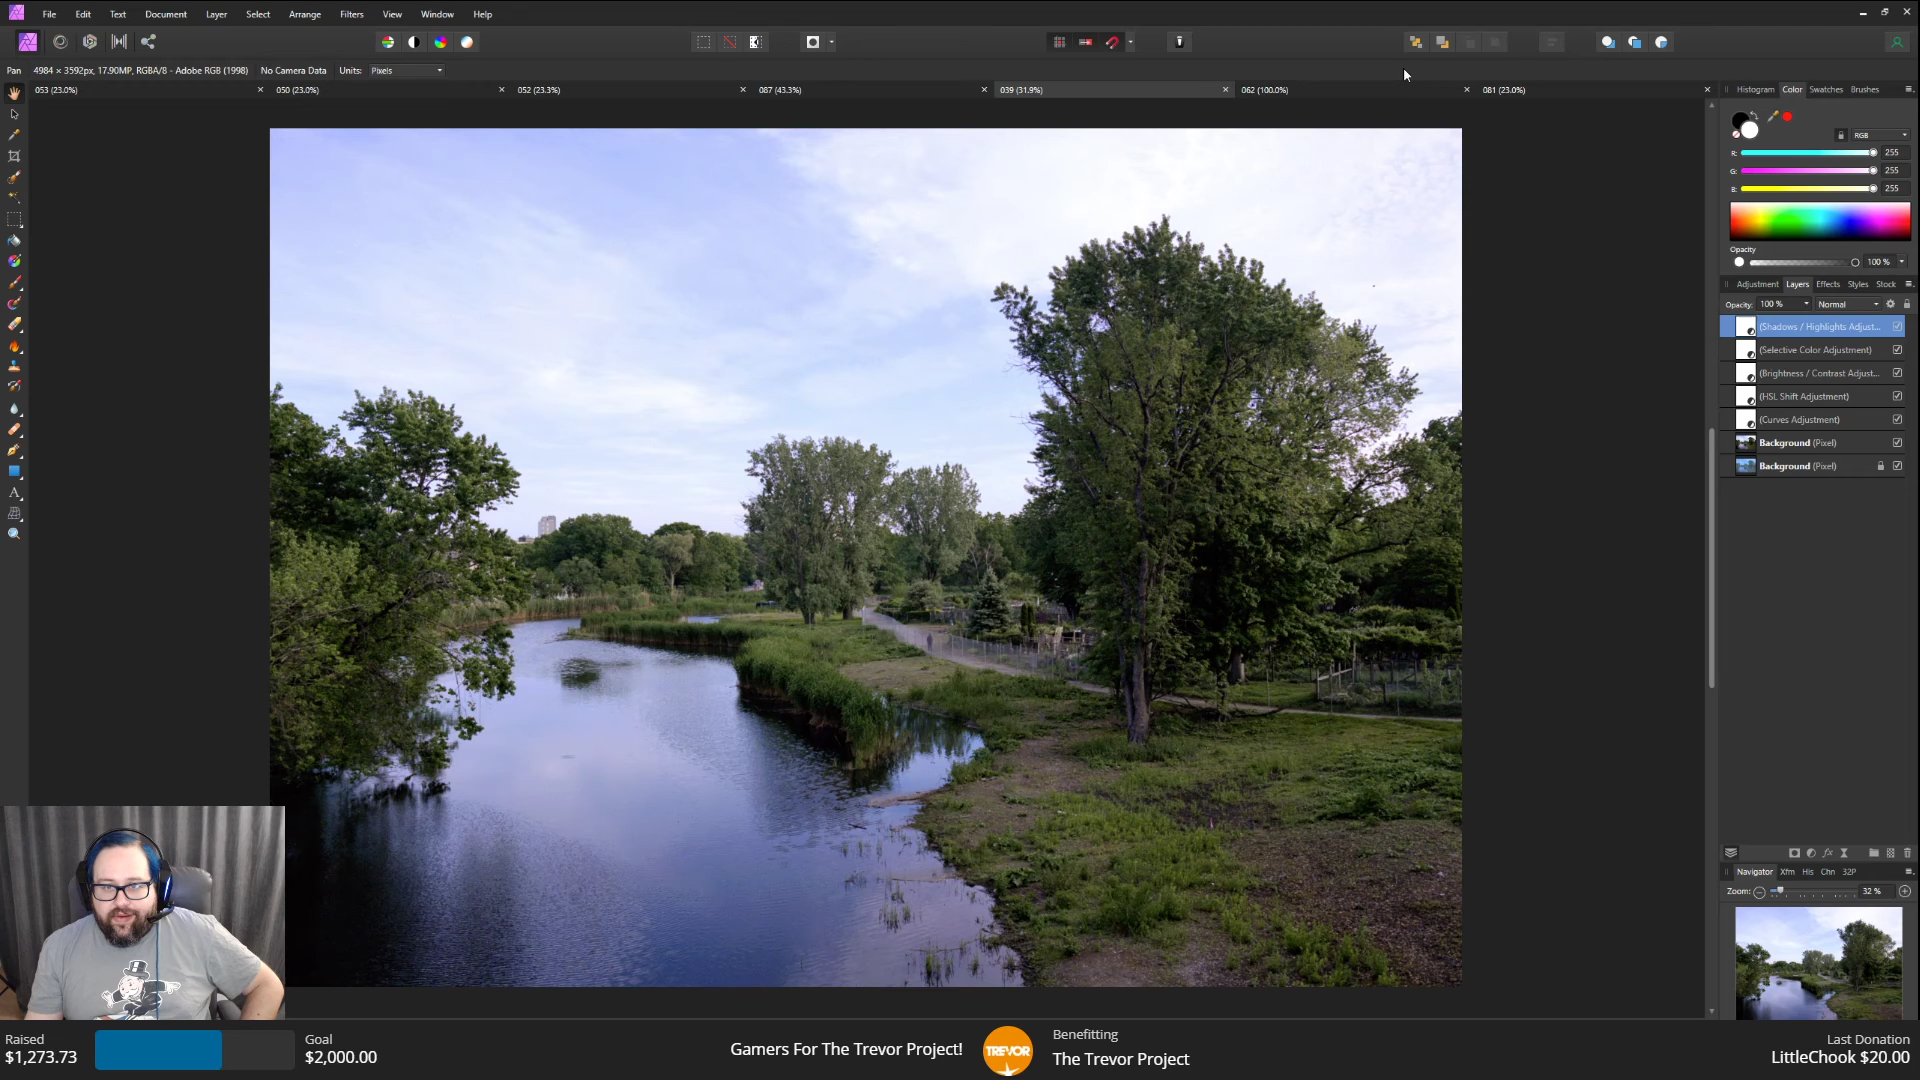 File Edit Text Document Layer Select Arrange Filters View Window Help
Pan 4984 × 3592px, 17.90MP, RGBA/8 - Adobe RGB (1998) No Camera Data Units: Pixels
053 (23.0%) 050 (23.0%) 052 (23.3%) 087 (43.3%) 039 (31.9%) 062 (100.0%) 081 (23.0%)
Histogram Color Swatches Brushes
RGB
R: 255
G: 255
B: 255
Opacity
100 %
Adjustment Layers Effects Styles Stock
Opacity: 100 % Normal
(Shadows / Highlights Adjust...
(Selective Color Adjustment)
(Brightness / Contrast Adjust...
(HSL Shift Adjustment)
(Curves Adjustment)
Background (Pixel)
Background (Pixel)
Navigator Xfm His Chn 32P
Zoom: 32 %
Raised
$1,273.73
Goal
$2,000.00
Gamers For The Trevor Project!
TREVOR
Benefitting
The Trevor Project
Last Donation
LittleChook $20.00